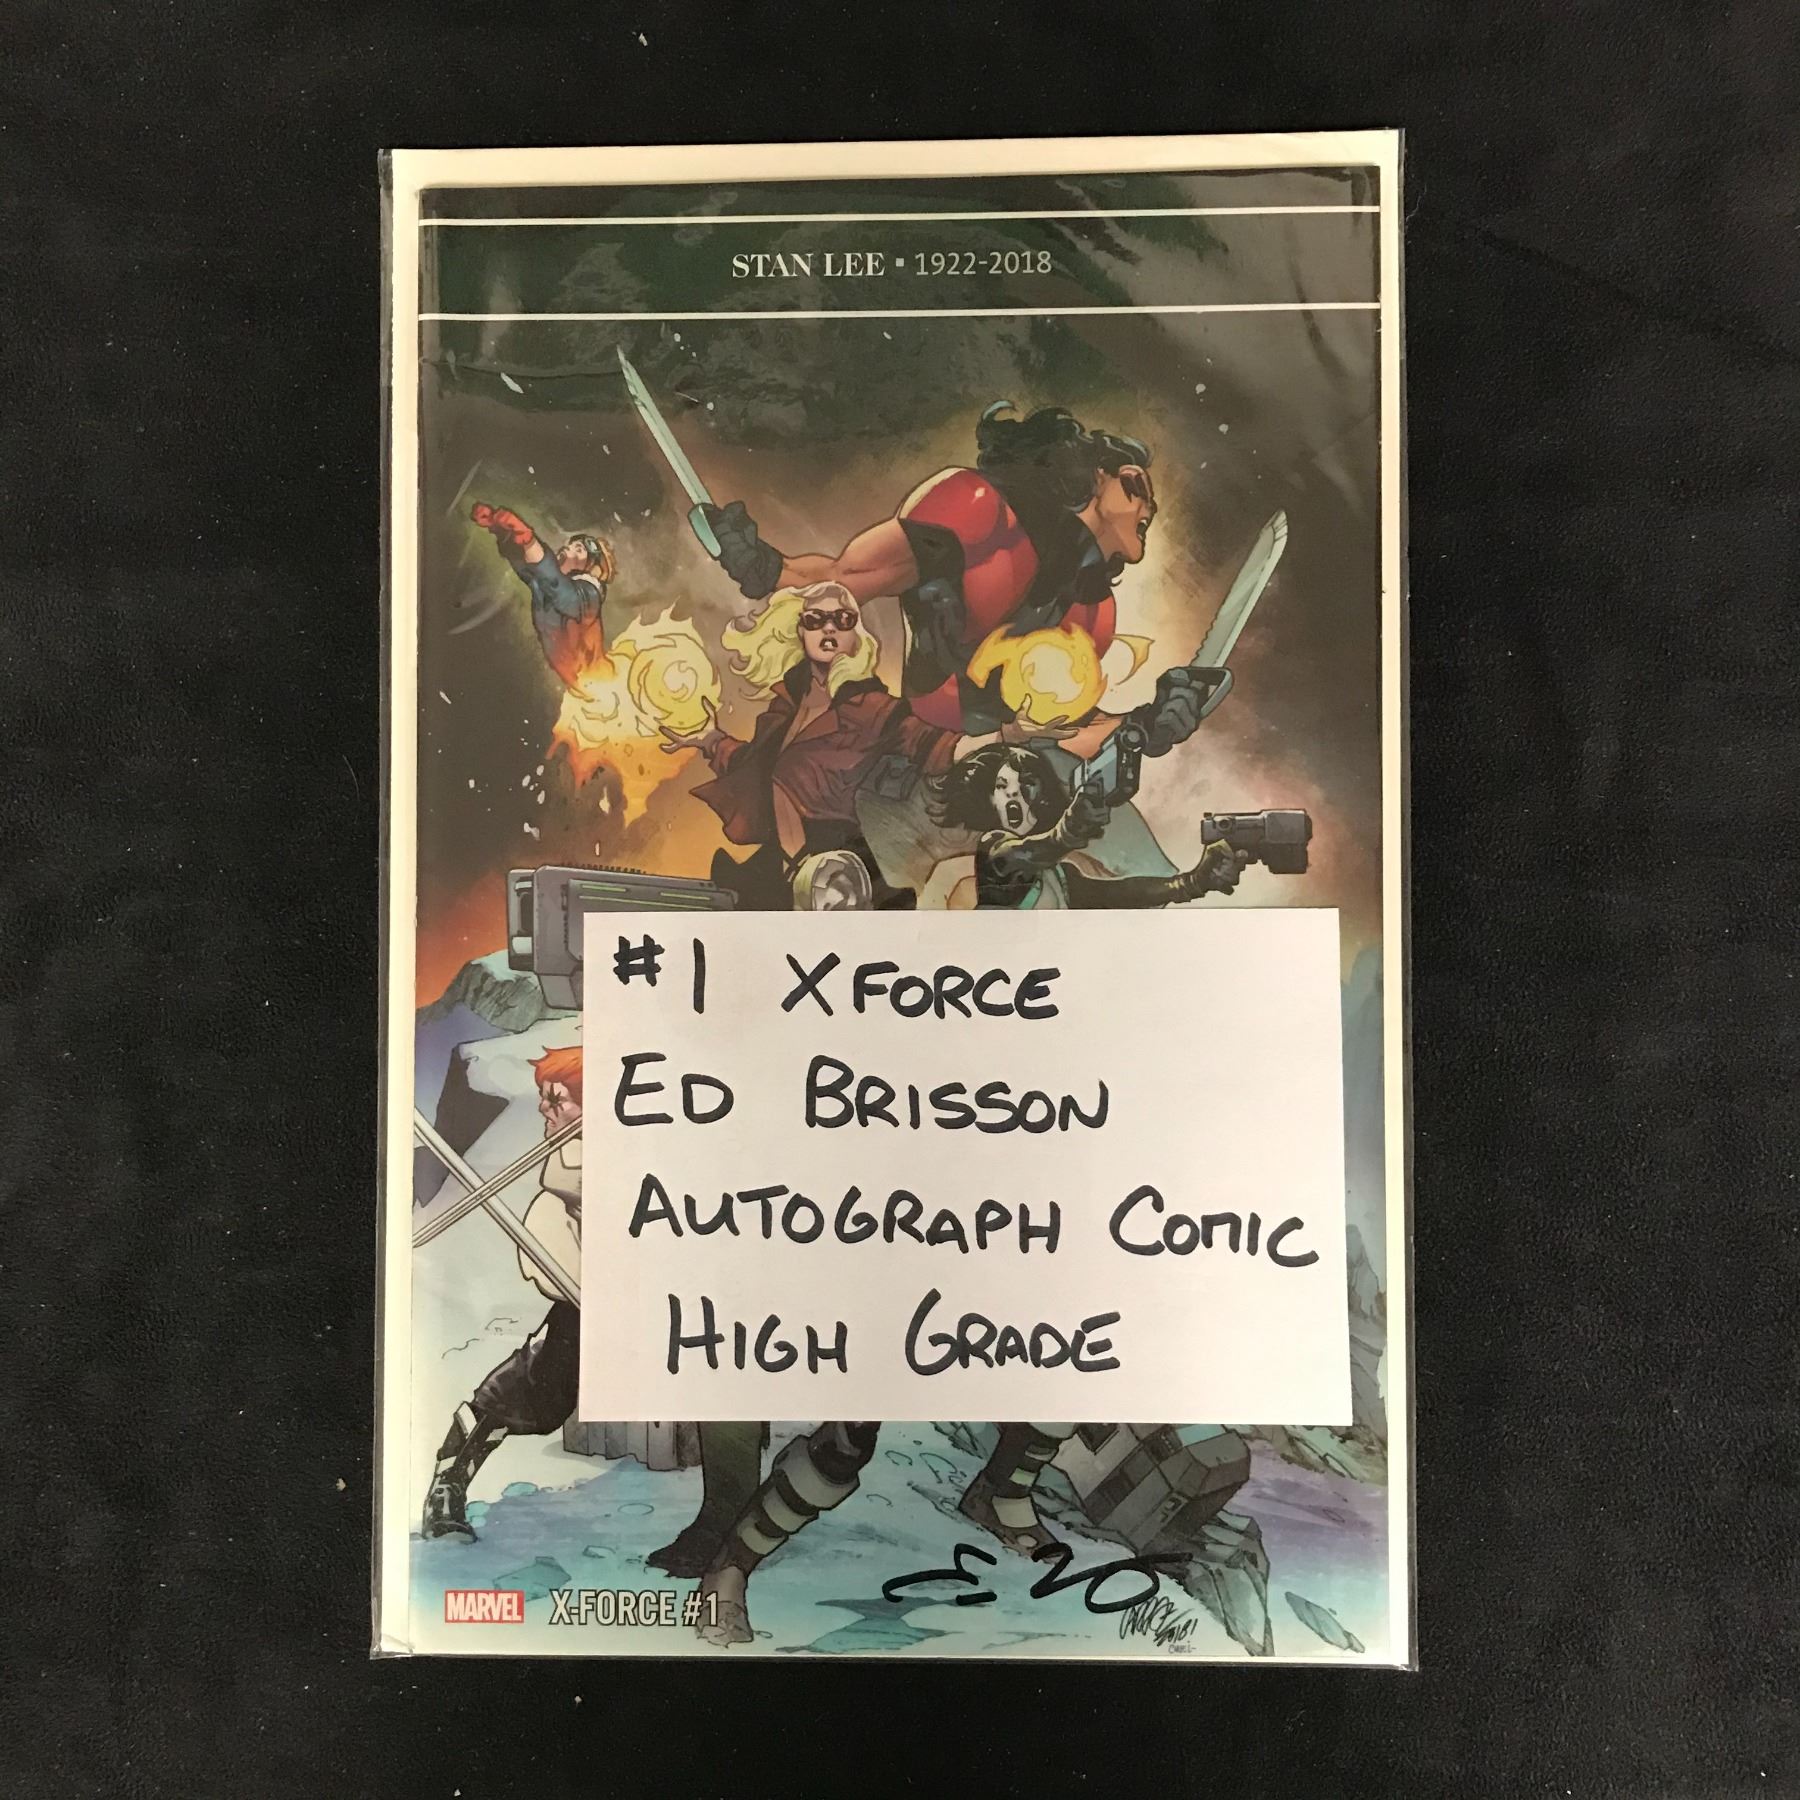 STAN LEE ▪ 1922-2018
#1 XFORCE
ED BRISSON
AUTOGRAPH COMIC
HIGH GRADE
MARVEL X-FORCE #1